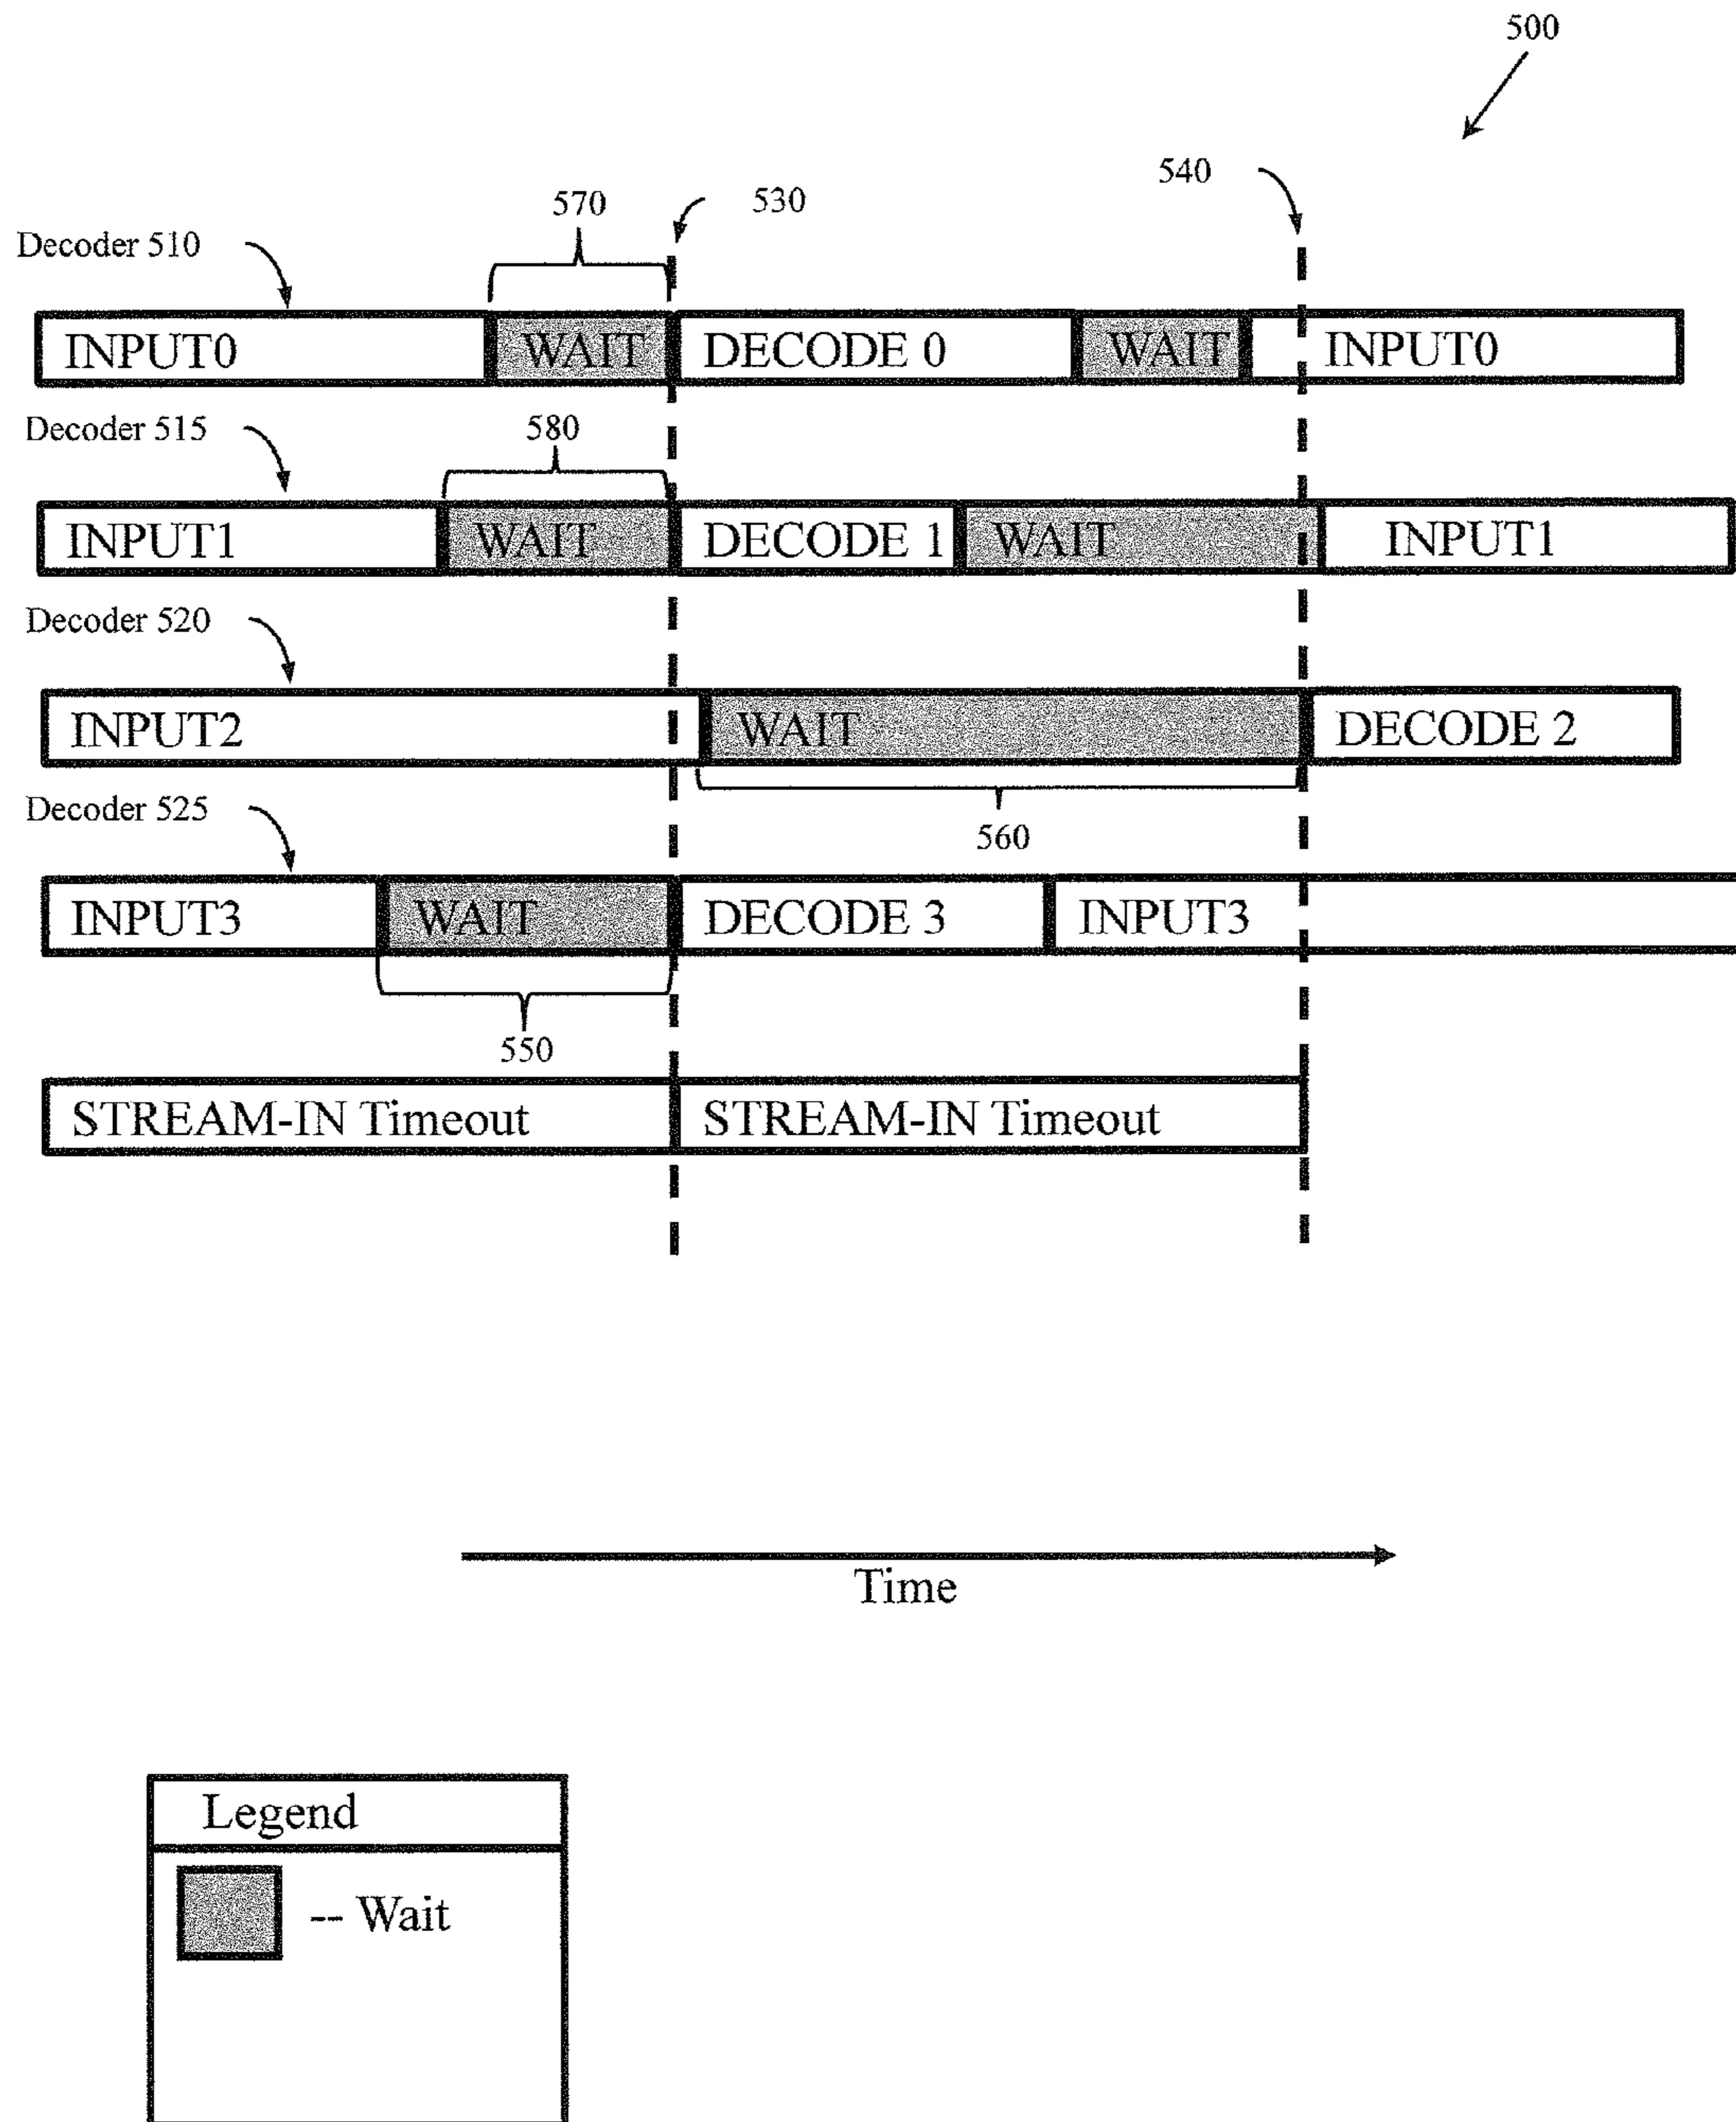 500
540
570
530
Decoder 510
INPUT0 WAIT DECODE 0 WAIT INPUT0
Decoder 515
580
INPUT1 WAIT DECODE 1 WAIT INPUT1
Decoder 520
INPUT2 WAIT DECODE 2
560
Decoder 525
INPUT3 WAIT DECODE 3 INPUT3
550
STREAM-IN Timeout STREAM-IN Timeout
Time
Legend
-- Wait